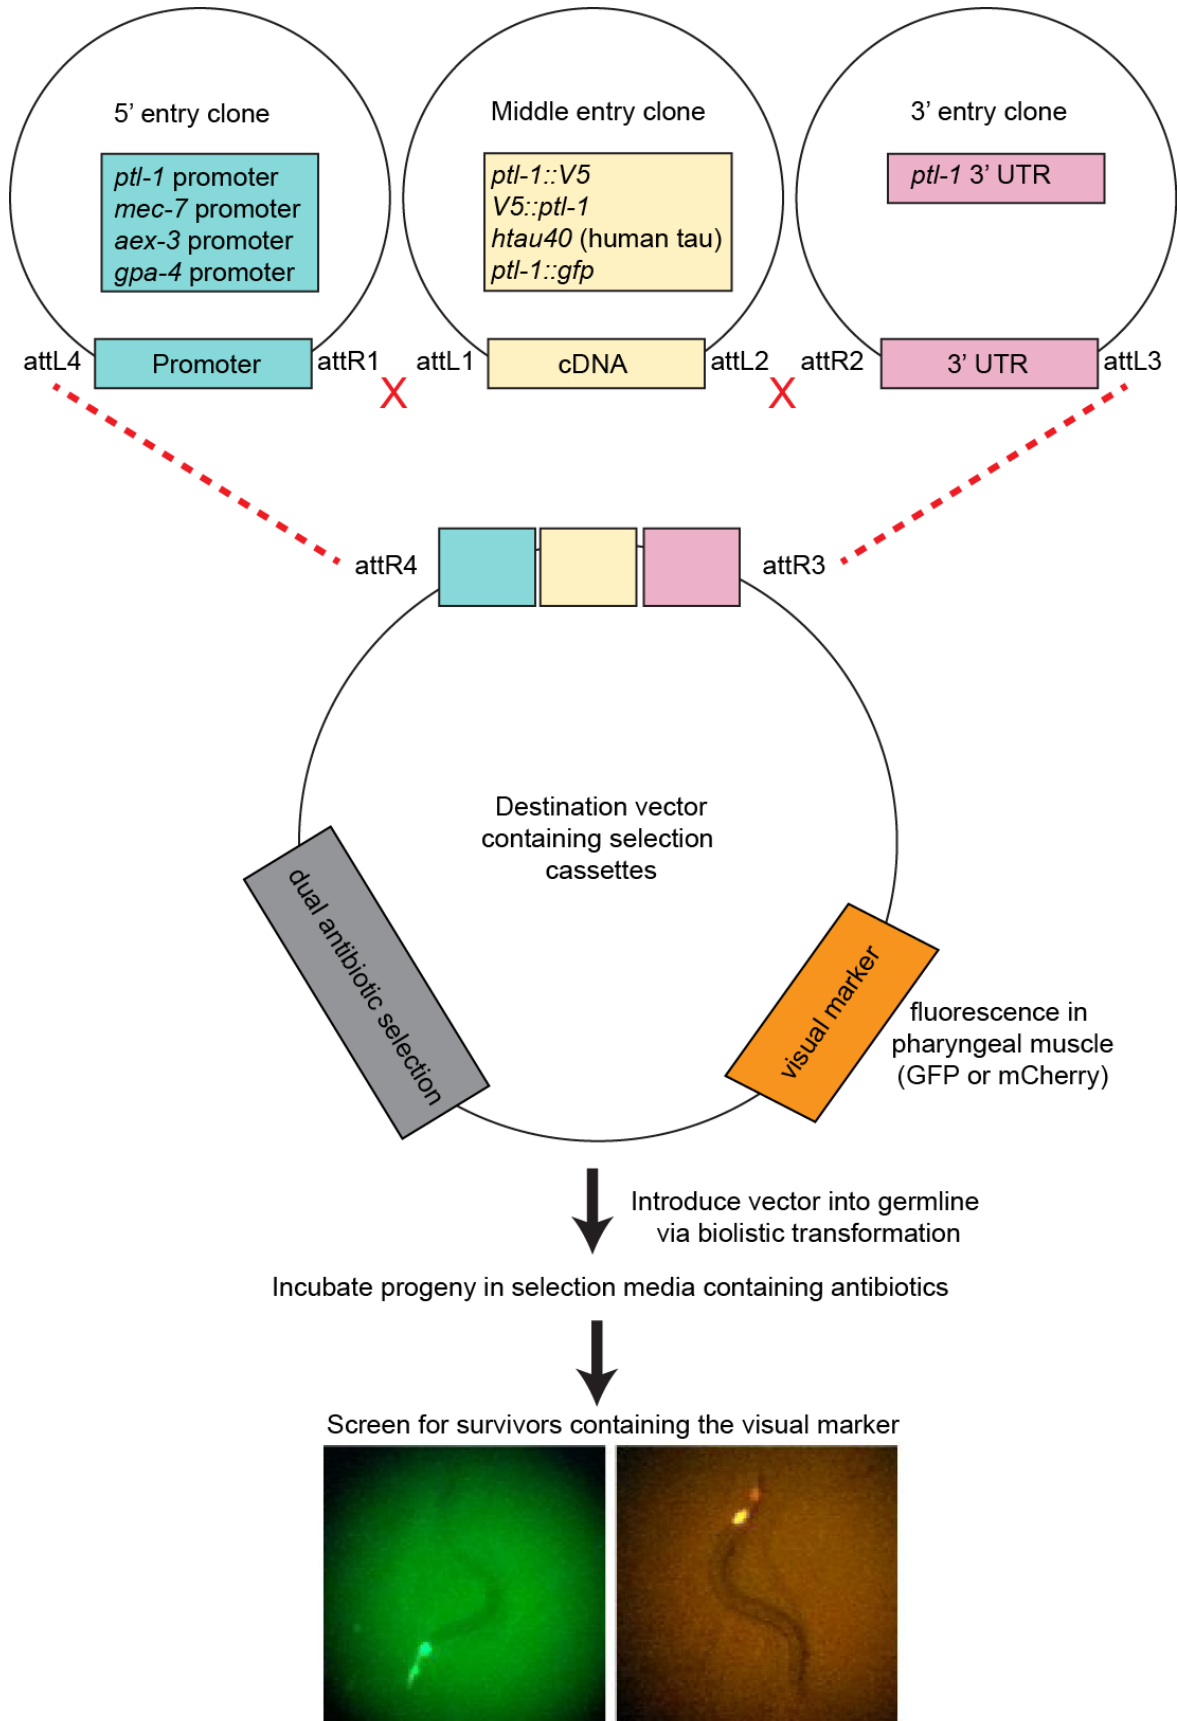 5’ entry clone
Middle entry clone
3’ entry clone
ptl-1 promoter
mec-7 promoter
aex-3 promoter
gpa-4 promoter
ptl-1::V5
V5::ptl-1
htau40 (human tau)
ptl-1::gfp
ptl-1 3’ UTR
attL4
Promoter
attR1
attL1
cDNA
attL2
attR2
3’ UTR
attL3
X
X
attR4
attR3
Destination vector
containing selection
cassettes
dual antibiotic selection
visual marker
fluorescence in
pharyngeal muscle
(GFP or mCherry)
Introduce vector into germline
via biolistic transformation
Incubate progeny in selection media containing antibiotics
Screen for survivors containing the visual marker